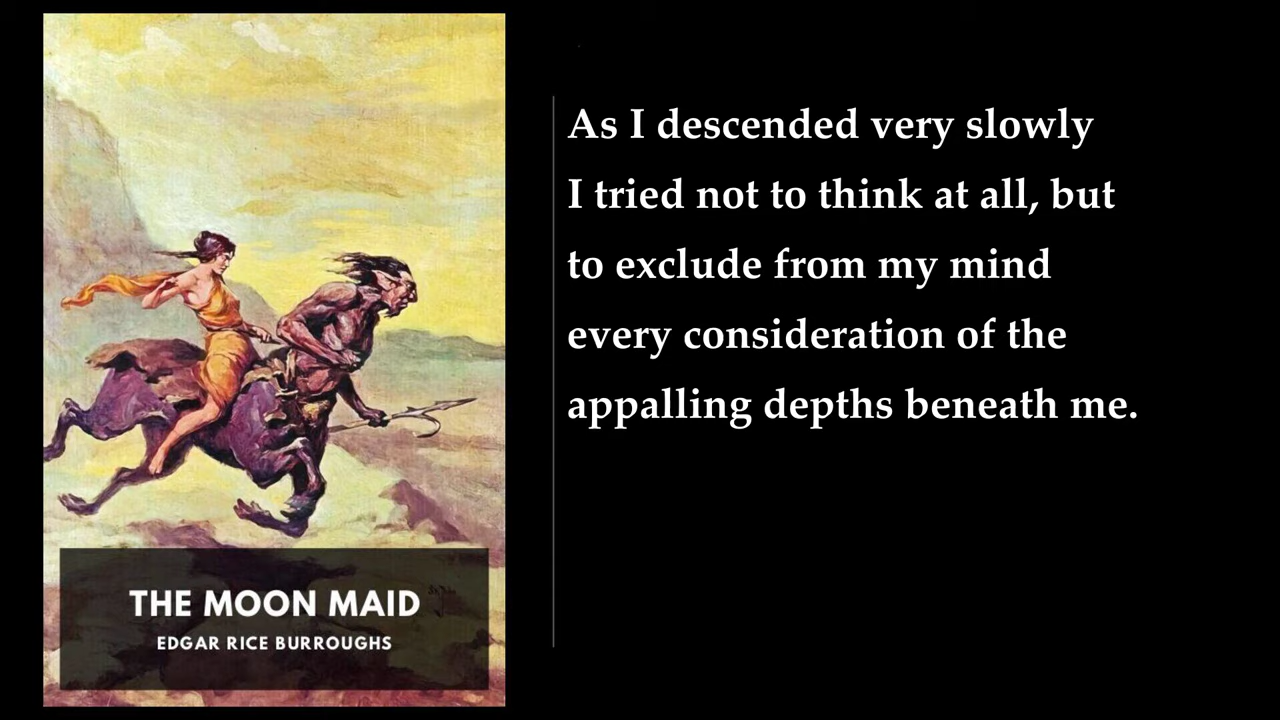 As I descended very slowly
I tried not to think at all, but
to exclude from my mind
every consideration of the
appalling depths beneath me.
THE MOON MAID
EDGAR RICE BURROUGHS